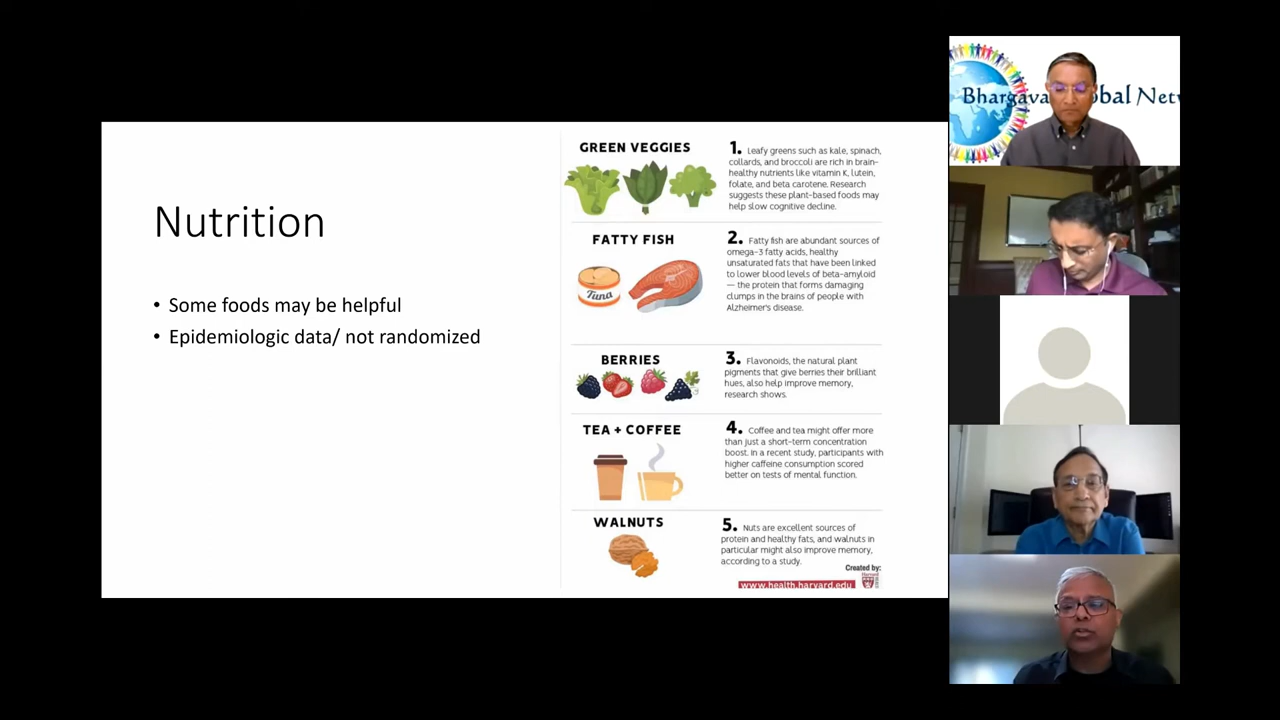 Nutrition
• Some foods may be helpful
• Epidemiologic data/ not randomized
GREEN VEGGIES
1. Leafy greens such as kale, spinach,
collards, and broccoli are rich in brain-
healthy nutrients like vitamin K, lutein,
folate, and beta carotene. Research
suggests these plant-based foods may
help slow cognitive decline.
FATTY FISH
Tuna
2. Fatty fish are abundant sources of
omega-3 fatty acids, healthy
unsaturated fats that have been linked
to lower blood levels of beta-amyloid
— the protein that forms damaging
clumps in the brains of people with
Alzheimer's disease.
BERRIES
3. Flavonoids, the natural plant
pigments that give berries their brilliant
hues, also help improve memory,
research shows.
TEA + COFFEE
4. Coffee and tea might offer more
than just a short-term concentration
boost. In a recent study, participants with
higher caffeine consumption scored
better on tests of mental function.
WALNUTS
5. Nuts are excellent sources of
protein and healthy fats, and walnuts in
particular might also improve memory,
according to a study.
Created by:
www.health.harvard.edu
Bhargava obal Netw